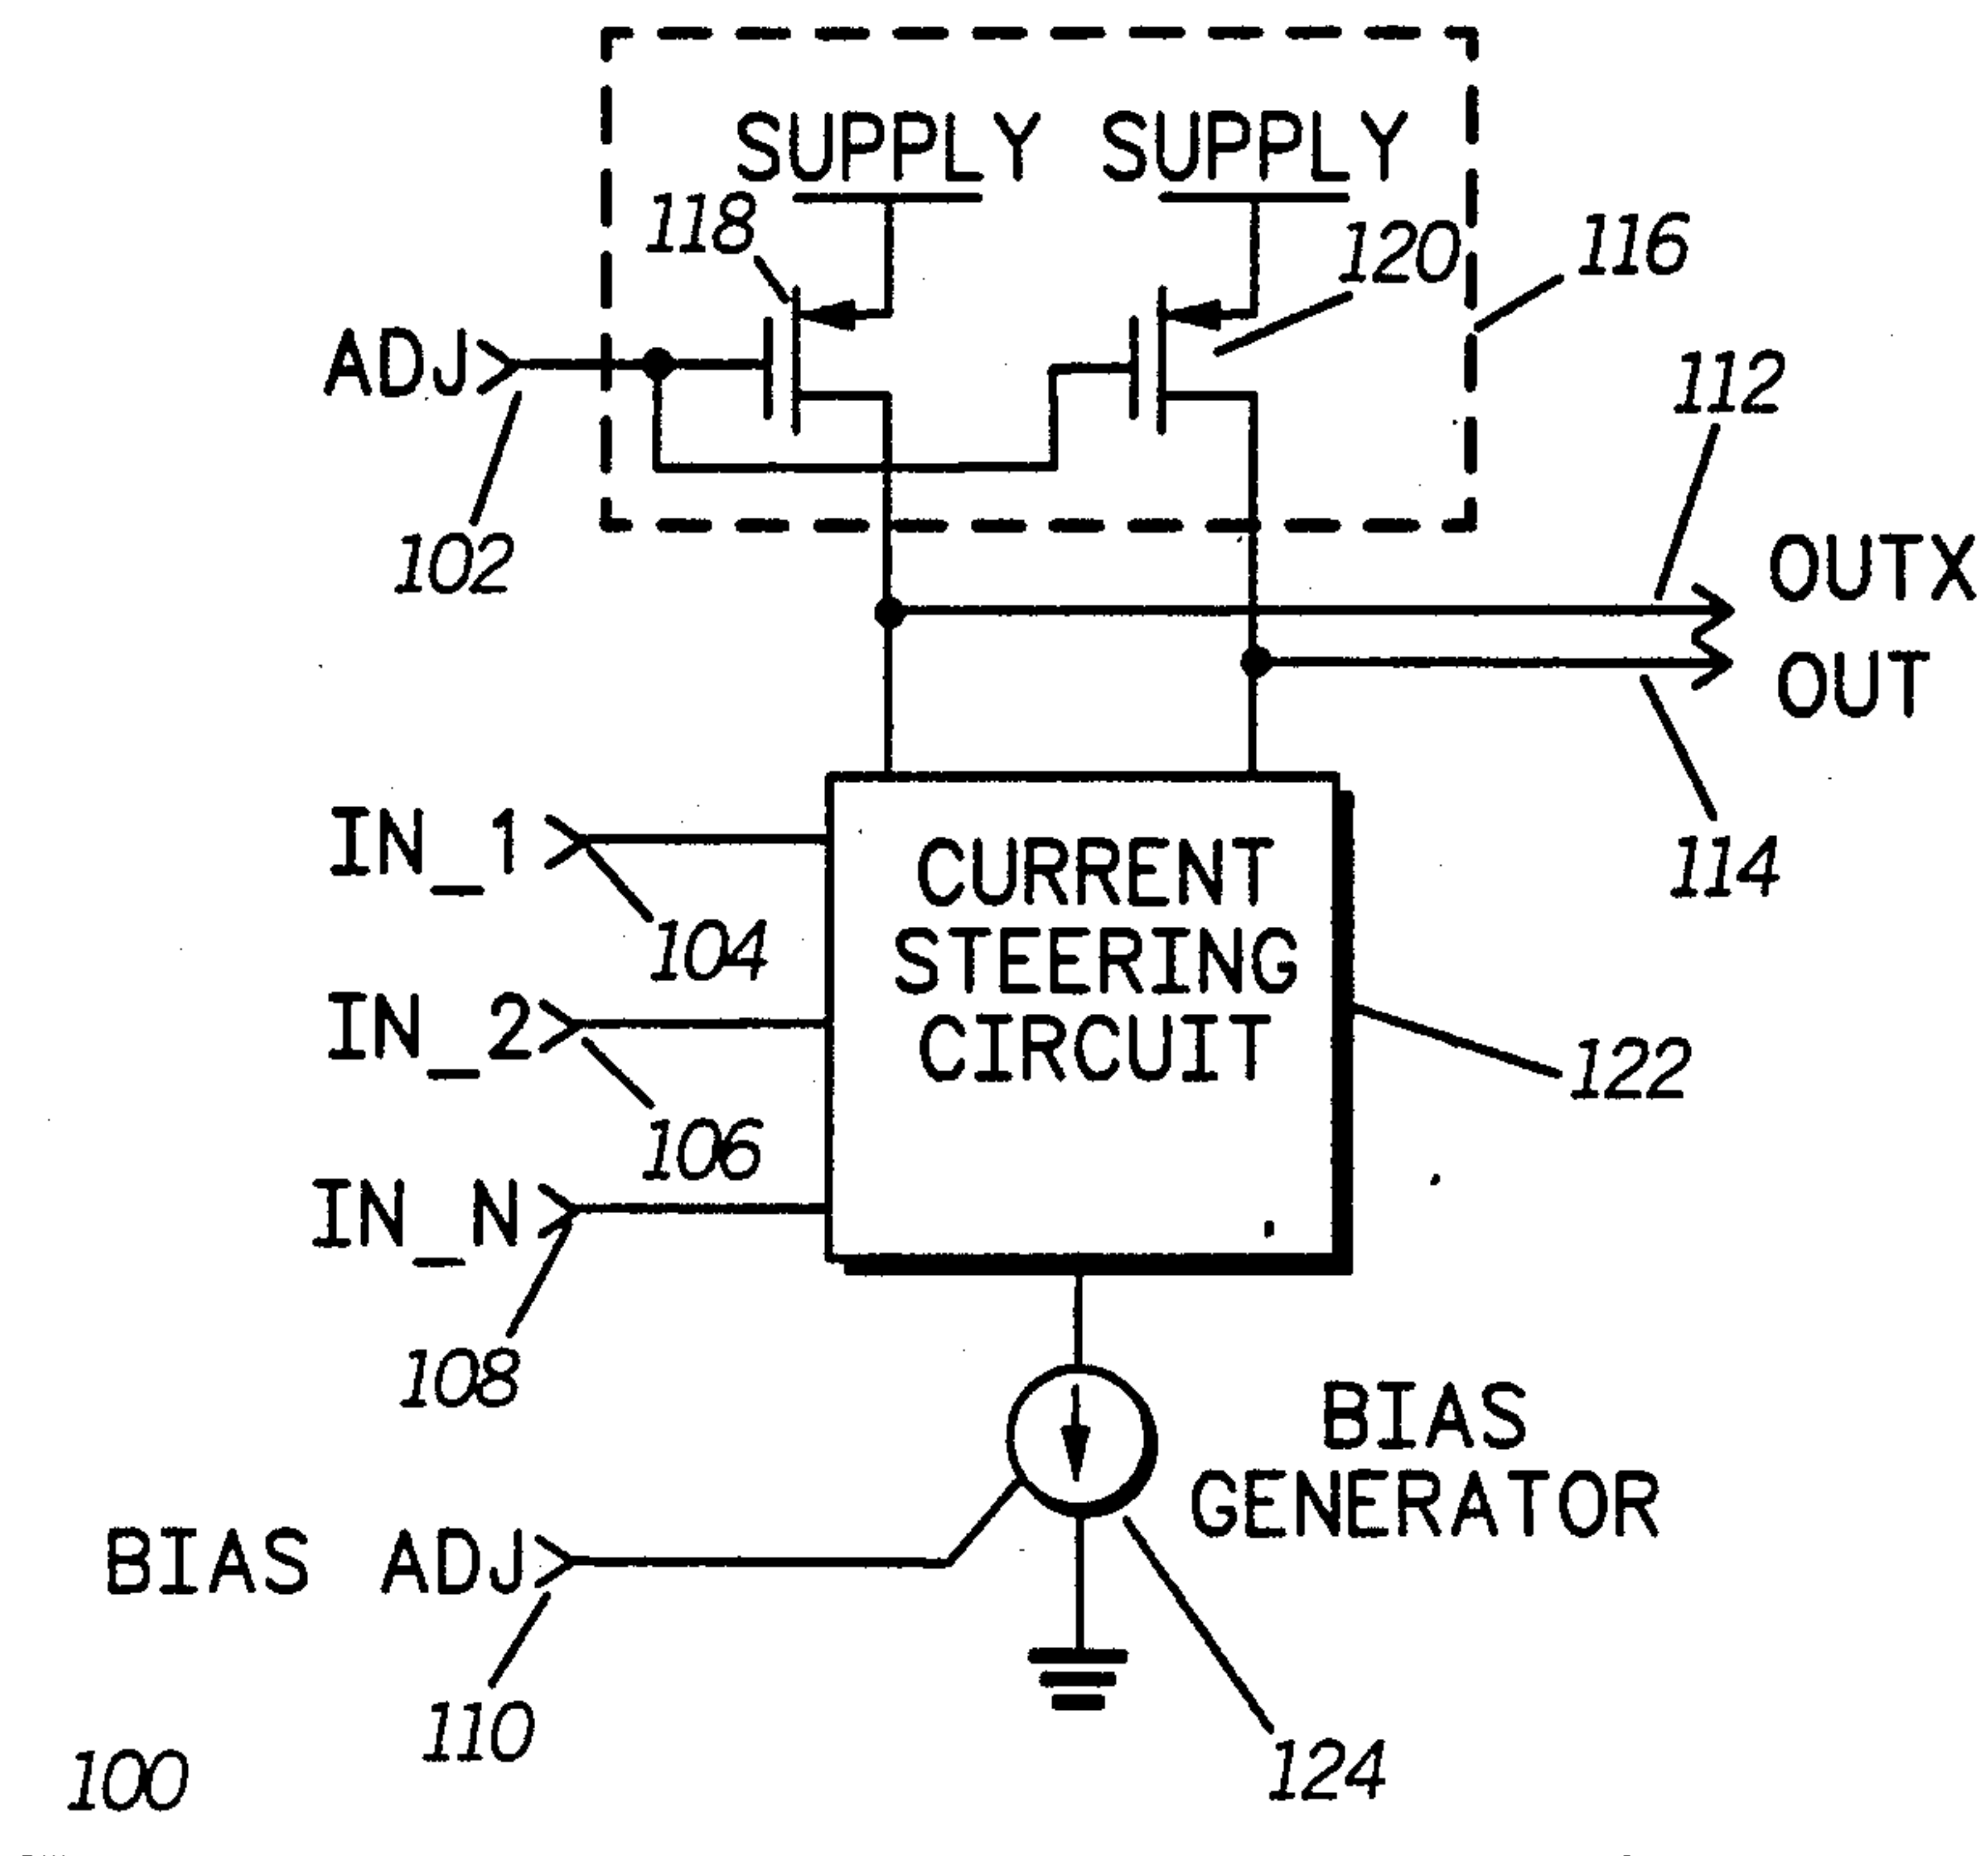 SUPPLY SUPPLY
118
120
116
ADJ
112
102
OUTX
OUT
IN_1
114
CURRENT
STEERING
CIRCUIT
104
IN_2
122
106
IN_N
108
BIAS
GENERATOR
BIAS ADJ
110
124
100